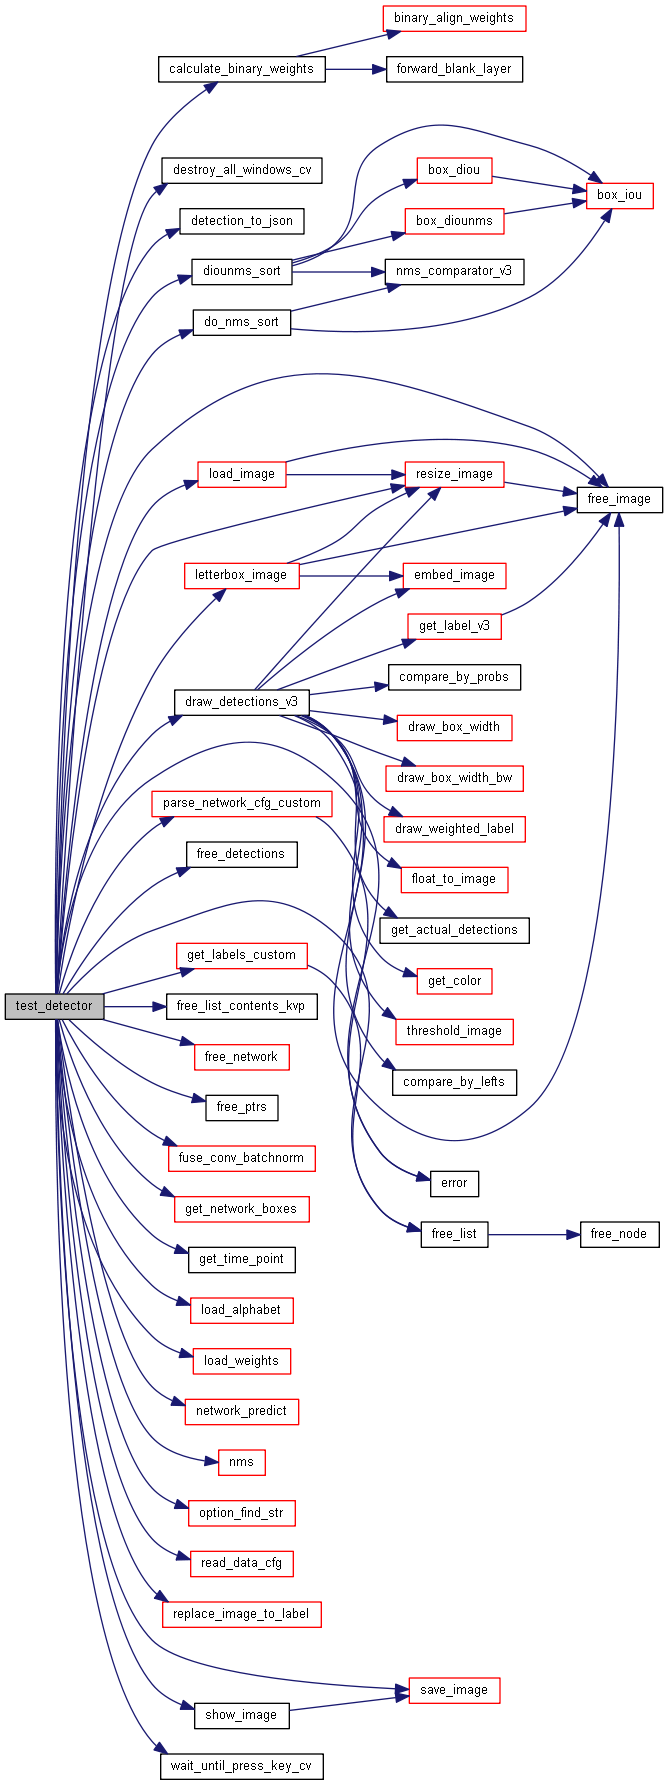 binary_align_weights
calculate_binary_weights
forward_blank_layer
destroy_all_windows_cv
box_diou
box_iou
detection_to_json
box_diounms
diounms_sort
nms_comparator_v3
do_nms_sort
load_image
resize_image
free_image
letterbox_image
embed_image
get_label_v3
compare_by_probs
draw_detections_v3
draw_box_width
draw_box_width_bw
parse_network_cfg_custom
draw_weighted_label
free_detections
float_to_image
get_actual_detections
get_labels_custom
get_color
test_detector
free_list_contents_kvp
threshold_image
free_network
compare_by_lefts
free_ptrs
fuse_conv_batchnorm
error
get_network_boxes
free_list
free_node
get_time_point
load_alphabet
load_weights
network_predict
nms
option_find_str
read_data_cfg
replace_image_to_label
save_image
show_image
wait_until_press_key_cv